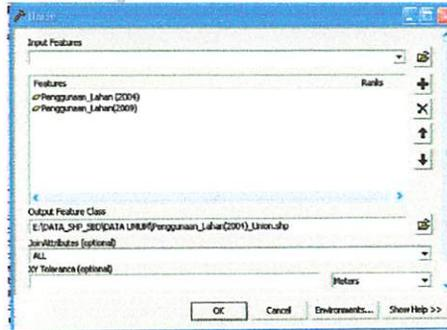 Union
Input Features
Features Ranks
Penggunaan_Lahan (2004)
Penggunaan_Lahan(2009)
Output Feature Class
E:\DATA_SHP_SBD\DATA UMUM\Penggunaan_Lahan(2004)_Union.shp
JoinAttributes (optional)
ALL
XY Tolerance (optional)
Meters
OK Cancel Environments... Show Help >>